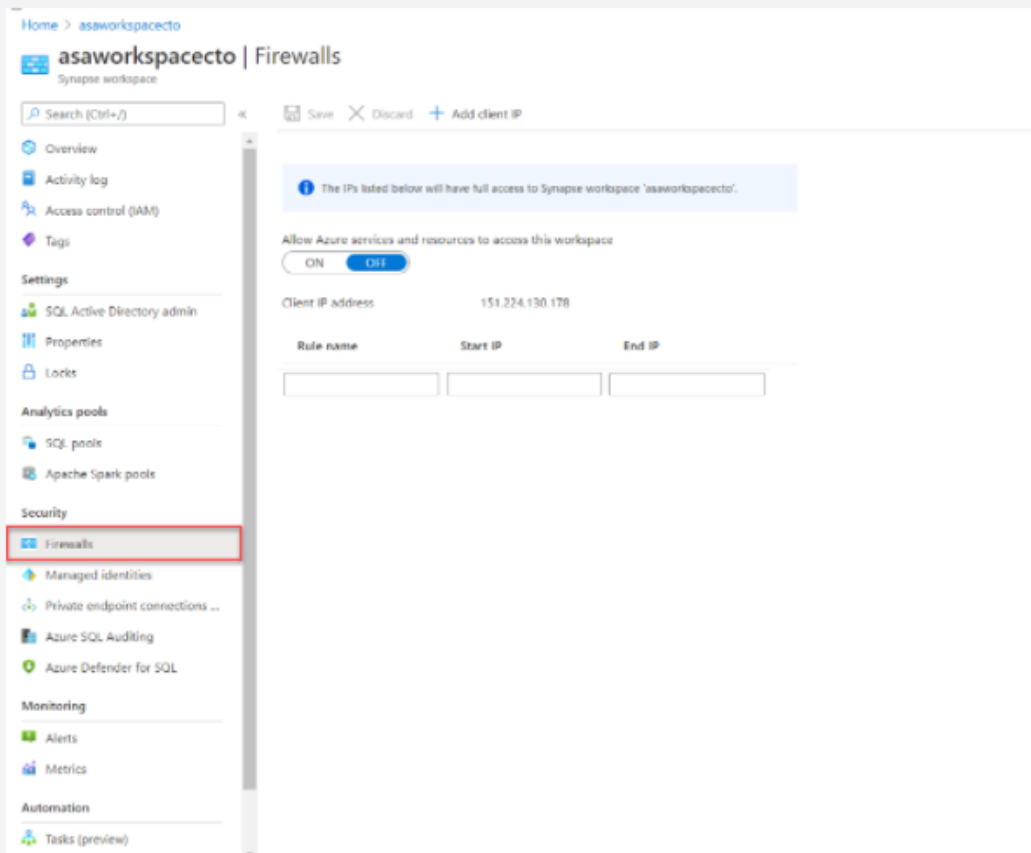 Home > asaworkspacecto
asaworkspacecto | Firewalls
Synapse workspace
Search (Ctrl+/)
«
Overview
Activity log
Access control (IAM)
Tags
Settings
SQL Active Directory admin
Properties
Locks
Analytics pools
SQL pools
Apache Spark pools
Security
Firewalls
Managed identities
Private endpoint connections ...
Azure SQL Auditing
Azure Defender for SQL
Monitoring
Alerts
Metrics
Automation
Tasks (preview)
Save Discard Add client IP
The IPs listed below will have full access to Synapse workspace 'asaworkspacecto'.
Allow Azure services and resources to access this workspace
ON OFF
Client IP address 151.224.130.178
Rule name Start IP End IP